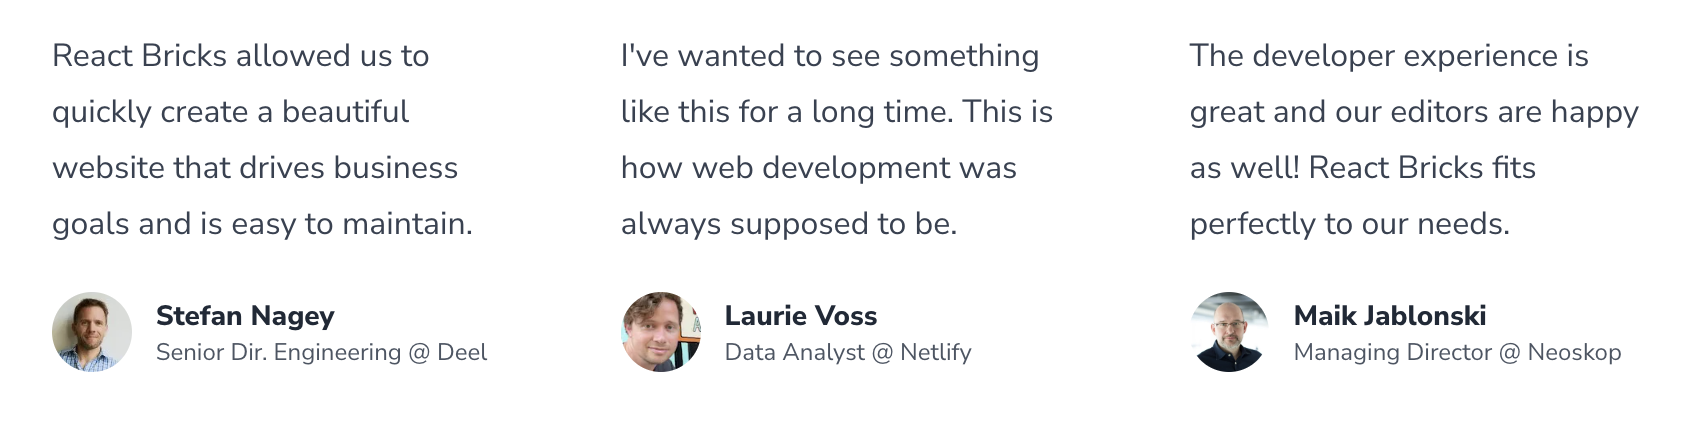 React Bricks allowed us to
quickly create a beautiful
website that drives business
goals and is easy to maintain.
Stefan Nagey
Senior Dir. Engineering @ Deel
I've wanted to see something
like this for a long time. This is
how web development was
always supposed to be.
Laurie Voss
Data Analyst @ Netlify
The developer experience is
great and our editors are happy
as well! React Bricks fits
perfectly to our needs.
Maik Jablonski
Managing Director @ Neoskop